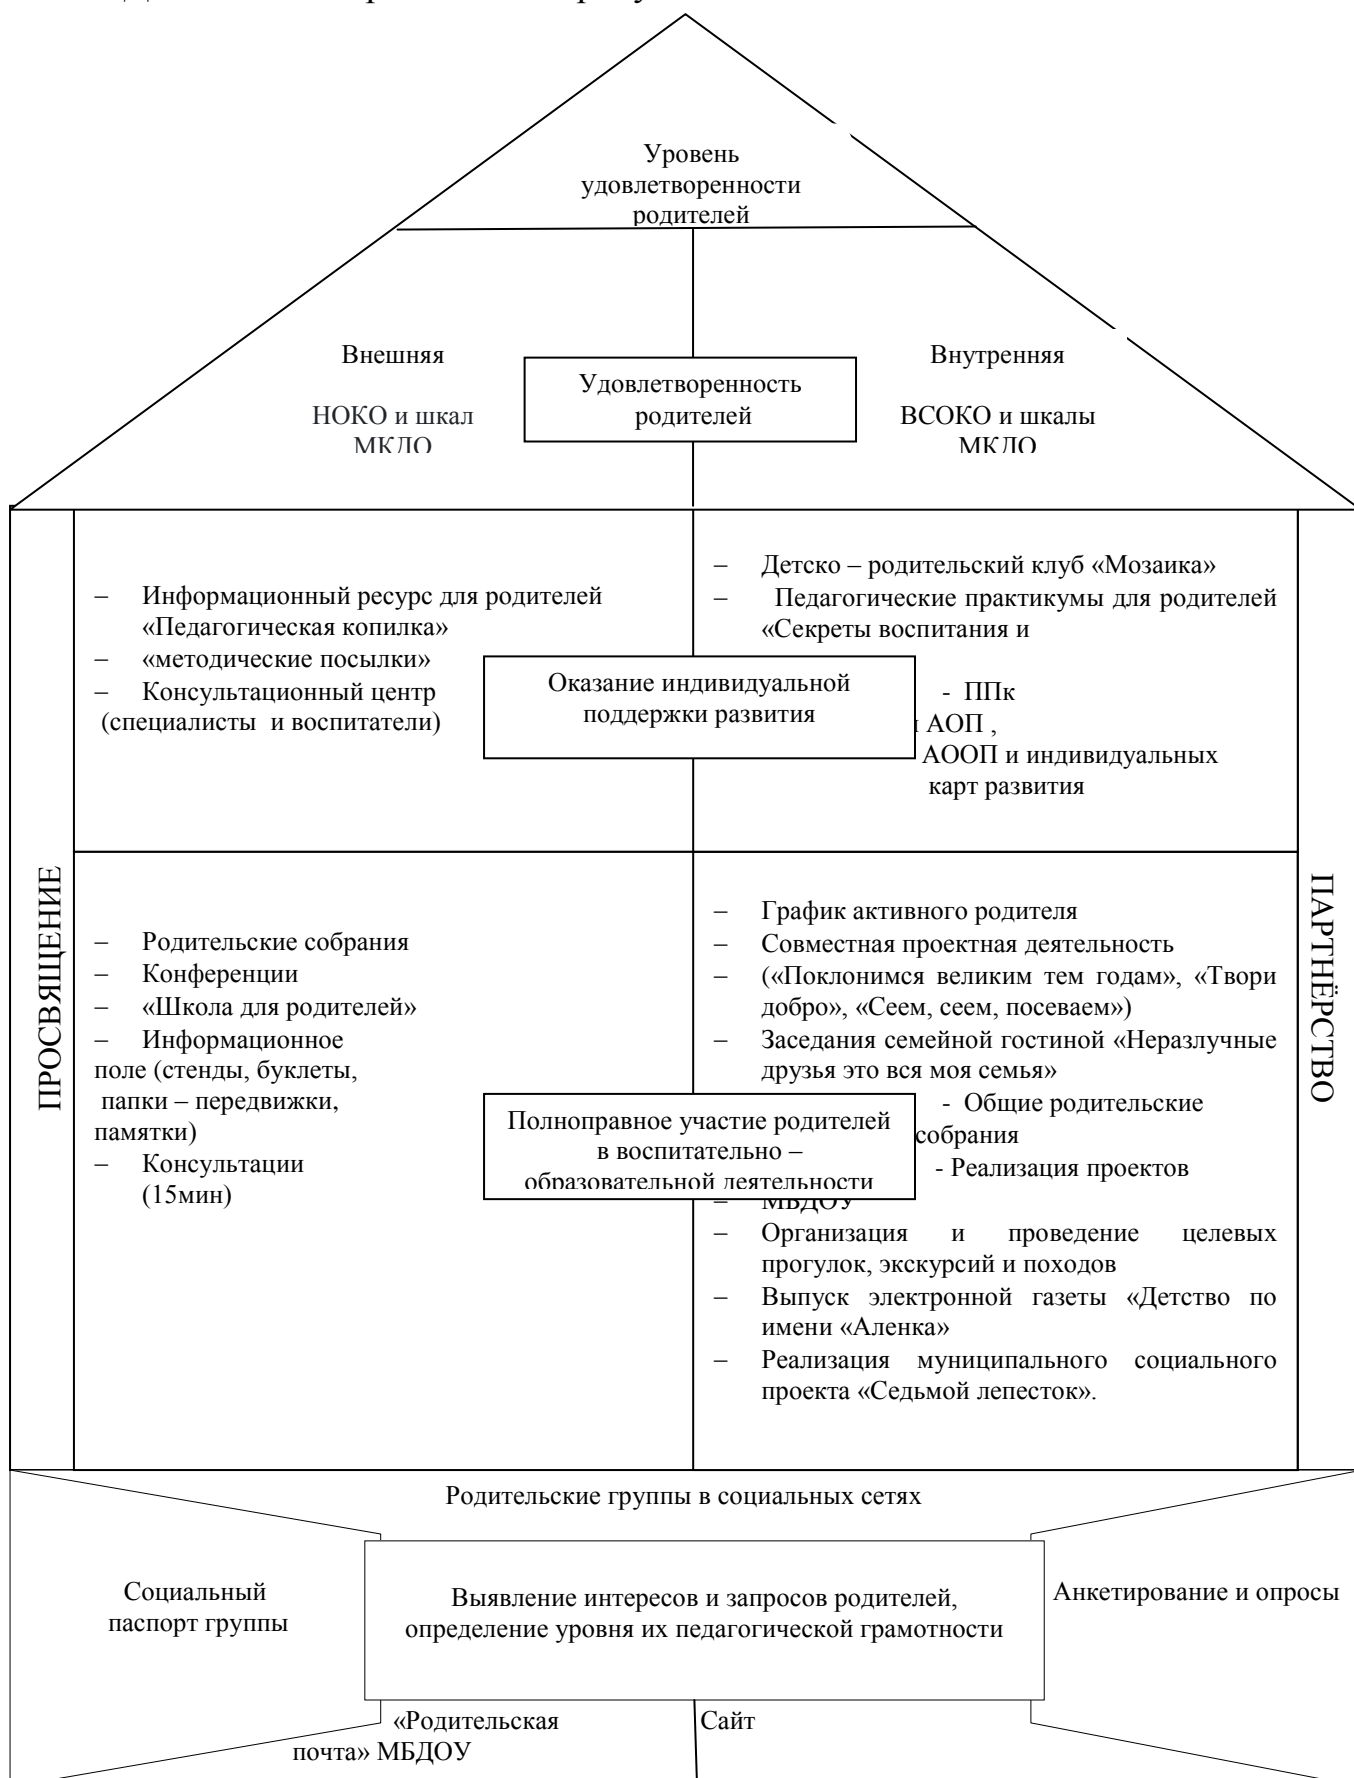 Уровень
удовлетворенности
родителей
Внешняя
НОКО и шкал
МКДО
Удовлетворенность
родителей
Внутренняя
ВСОКО и шкалы
МКДО
ПРОСВЯЩЕНИЕ
– Информационный ресурс для родителей
«Педагогическая копилка»
– «методические посылки»
– Консультационный центр
(специалисты и воспитатели)
– Детско – родительский клуб «Мозаика»
– Педагогические практикумы для родителей
«Секреты воспитания и
- ППк
АОП ,
АООП и индивидуальных
карт развития
Оказание индивидуальной
поддержки развития
– Родительские собрания
– Конференции
– «Школа для родителей»
– Информационное
поле (стенды, буклеты,
папки – передвижки,
памятки)
– Консультации
(15мин)
– График активного родителя
– Совместная проектная деятельность
– («Поклонимся великим тем годам», «Твори
добро», «Сеем, сеем, посеваем»)
– Заседания семейной гостиной «Неразлучные
друзья это вся моя семья»
- Общие родительские
собрания
- Реализация проектов
– МБДОУ
– Организация и проведение целевых
прогулок, экскурсий и походов
– Выпуск электронной газеты «Детство по
имени «Аленка»
– Реализация муниципального социального
проекта «Седьмой лепесток».
Полноправное участие родителей
в воспитательно –
образовательной деятельности
ПАРТНЁРСТВО
Родительские группы в социальных сетях
Социальный
паспорт группы
Выявление интересов и запросов родителей,
определение уровня их педагогической грамотности
Анкетирование и опросы
«Родительская
почта» МБДОУ
Сайт